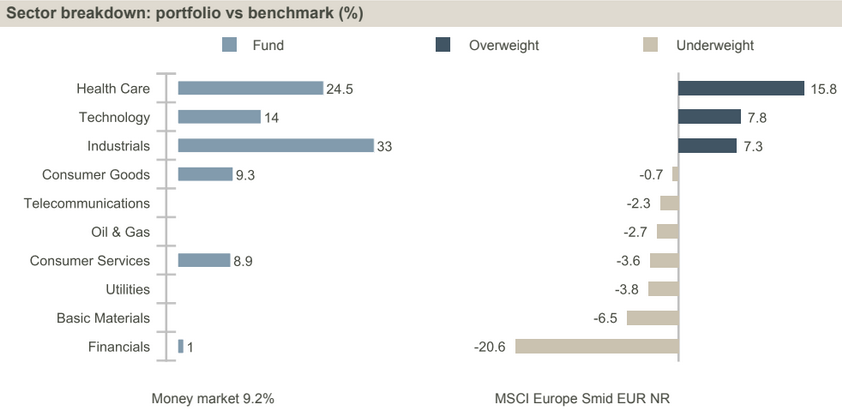 Sector breakdown: portfolio vs benchmark (%)
Fund Overweight Underweight
Health Care 24.5 15.8
Technology 14 7.8
Industrials 33 7.3
Consumer Goods 9.3 -0.7
Telecommunications -2.3
Oil & Gas -2.7
Consumer Services 8.9 -3.6
Utilities -3.8
Basic Materials -6.5
Financials 1 -20.6
Money market 9.2% MSCI Europe Smid EUR NR